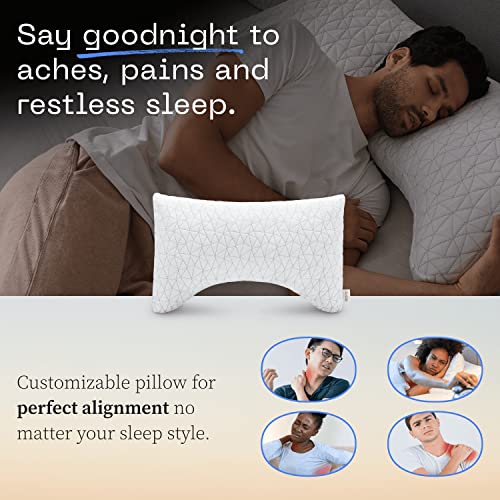 Say goodnight to
aches, pains and
restless sleep.
Customizable pillow for
perfect alignment no
matter your sleep style.